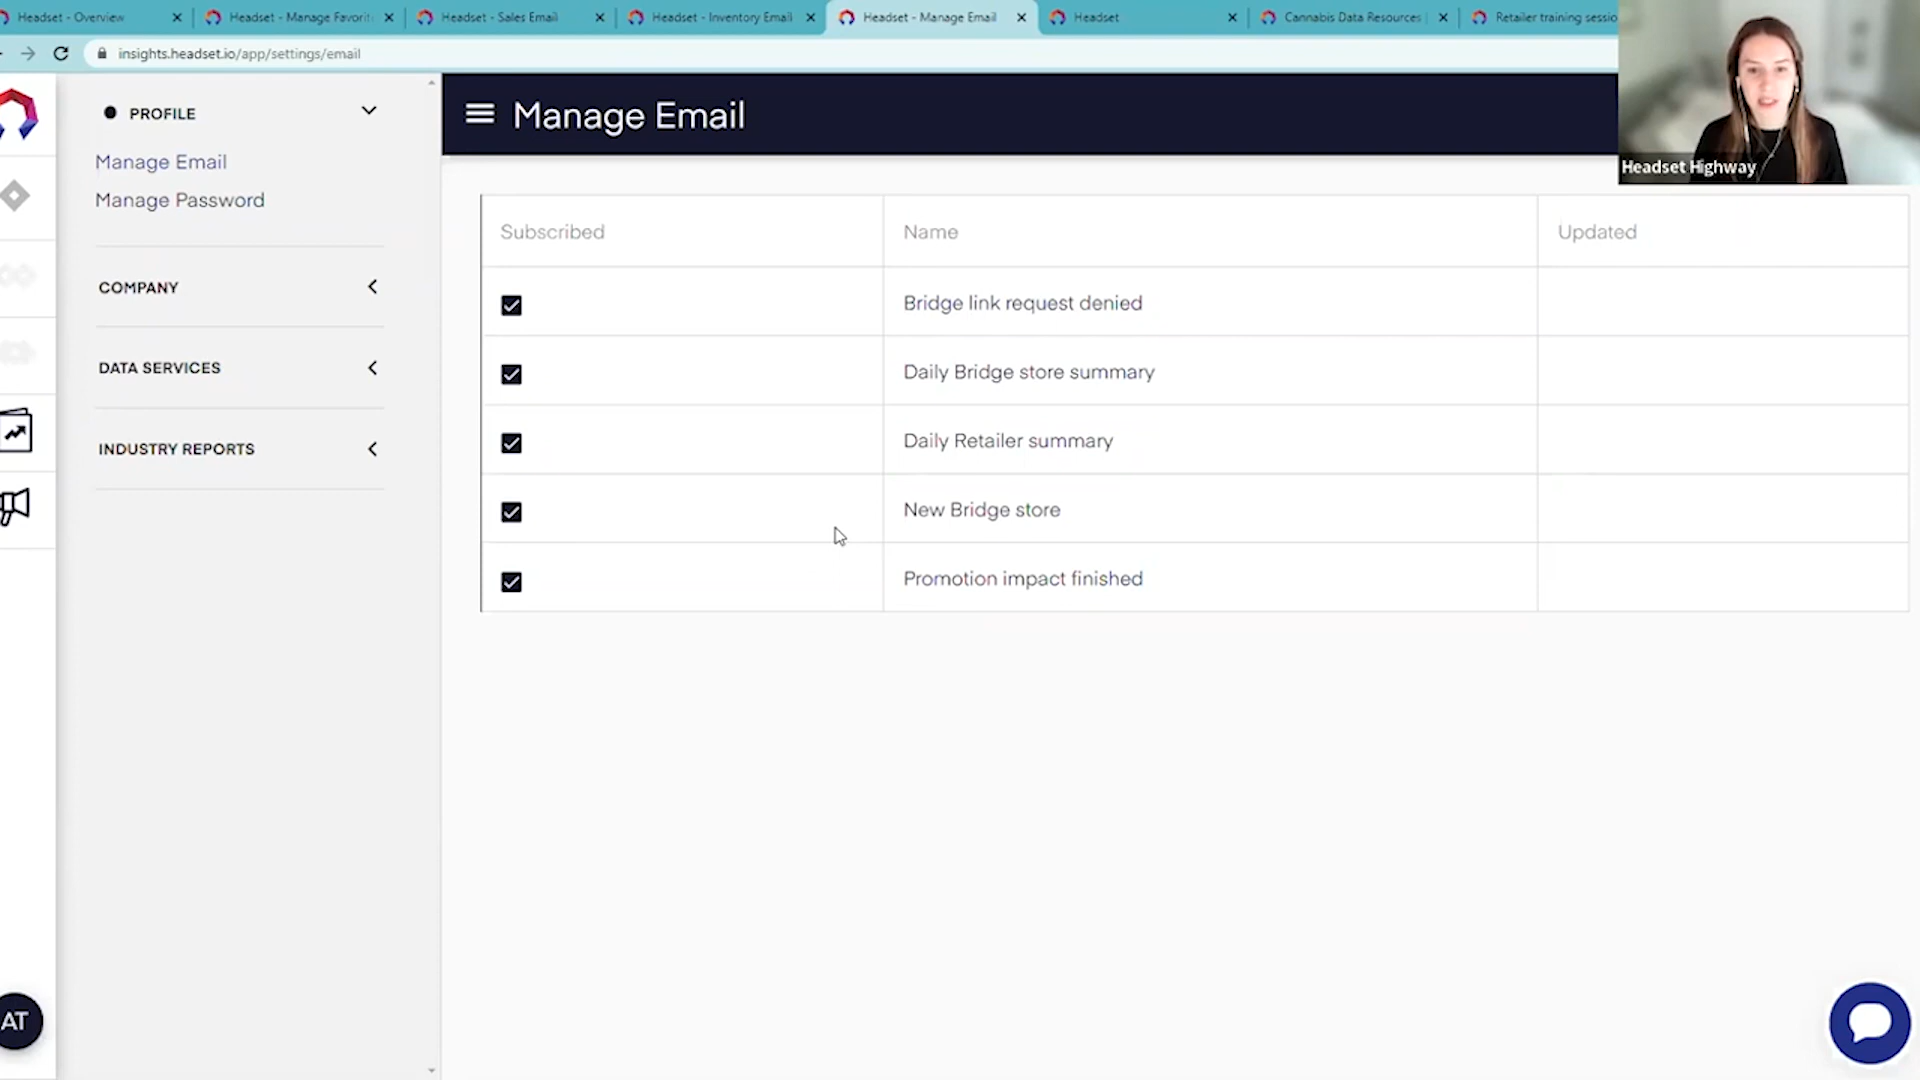 Headset - Overview
Headset - Manage Favorit
Headset - Sales Email
Headset - Inventory Email
Headset - Manage Email
Headset
Cannabis Data Resources
Retailer training sessio
insights.headset.io/app/settings/email
PROFILE
Manage Email
Manage Password
COMPANY
DATA SERVICES
INDUSTRY REPORTS
AT
Manage Email
Headset Highway
Subscribed Name Updated
Bridge link request denied
Daily Bridge store summary
Daily Retailer summary
New Bridge store
Promotion impact finished